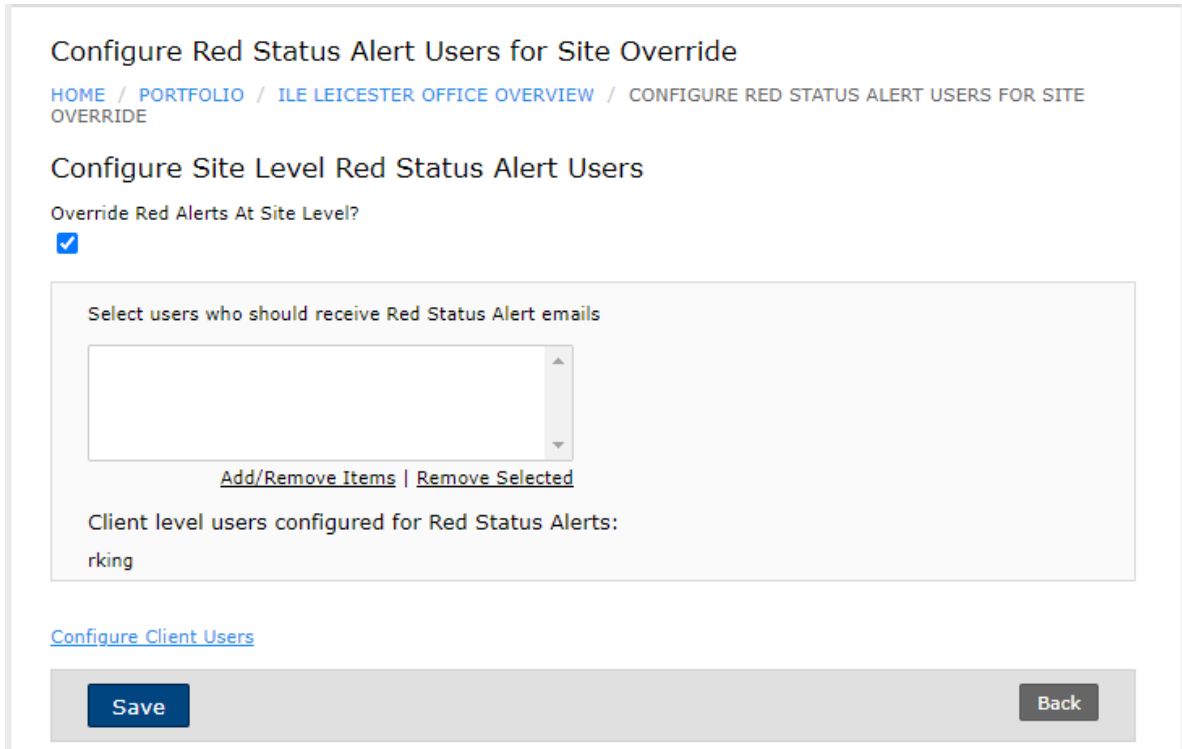 Configure Red Status Alert Users for Site Override
HOME / PORTFOLIO / ILE LEICESTER OFFICE OVERVIEW / CONFIGURE RED STATUS ALERT USERS FOR SITE
OVERRIDE
Configure Site Level Red Status Alert Users
Override Red Alerts At Site Level?
Select users who should receive Red Status Alert emails
Add/Remove Items | Remove Selected
Client level users configured for Red Status Alerts:
rking
Configure Client Users
Save Back